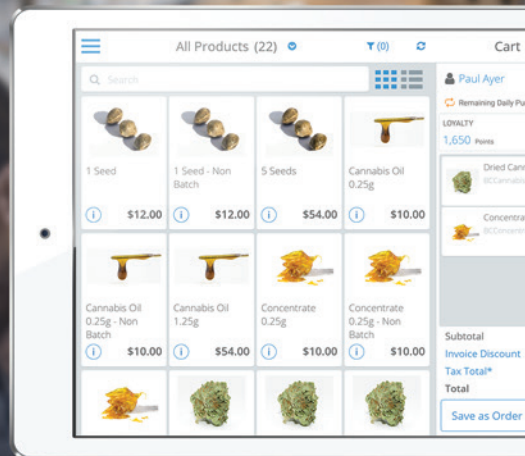 All Products (22)
(0)
Cart
Search
Paul Ayer
Remaining Daily Pu
LOYALTY
1,650 Points
1 Seed
$12.00
1 Seed - Non
Batch
$12.00
5 Seeds
$54.00
Cannabis Oil
0.25g
$10.00
Dried Cann
BCCannabis
Concentra
BCConcent
Cannabis Oil
0.25g - Non
Batch
$10.00
Cannabis Oil
1.25g
$54.00
Concentrate
0.25g
$10.00
Concentrate
0.25g - Non
Batch
$10.00
Subtotal
Invoice Discount
Tax Total*
Total
Save as Order